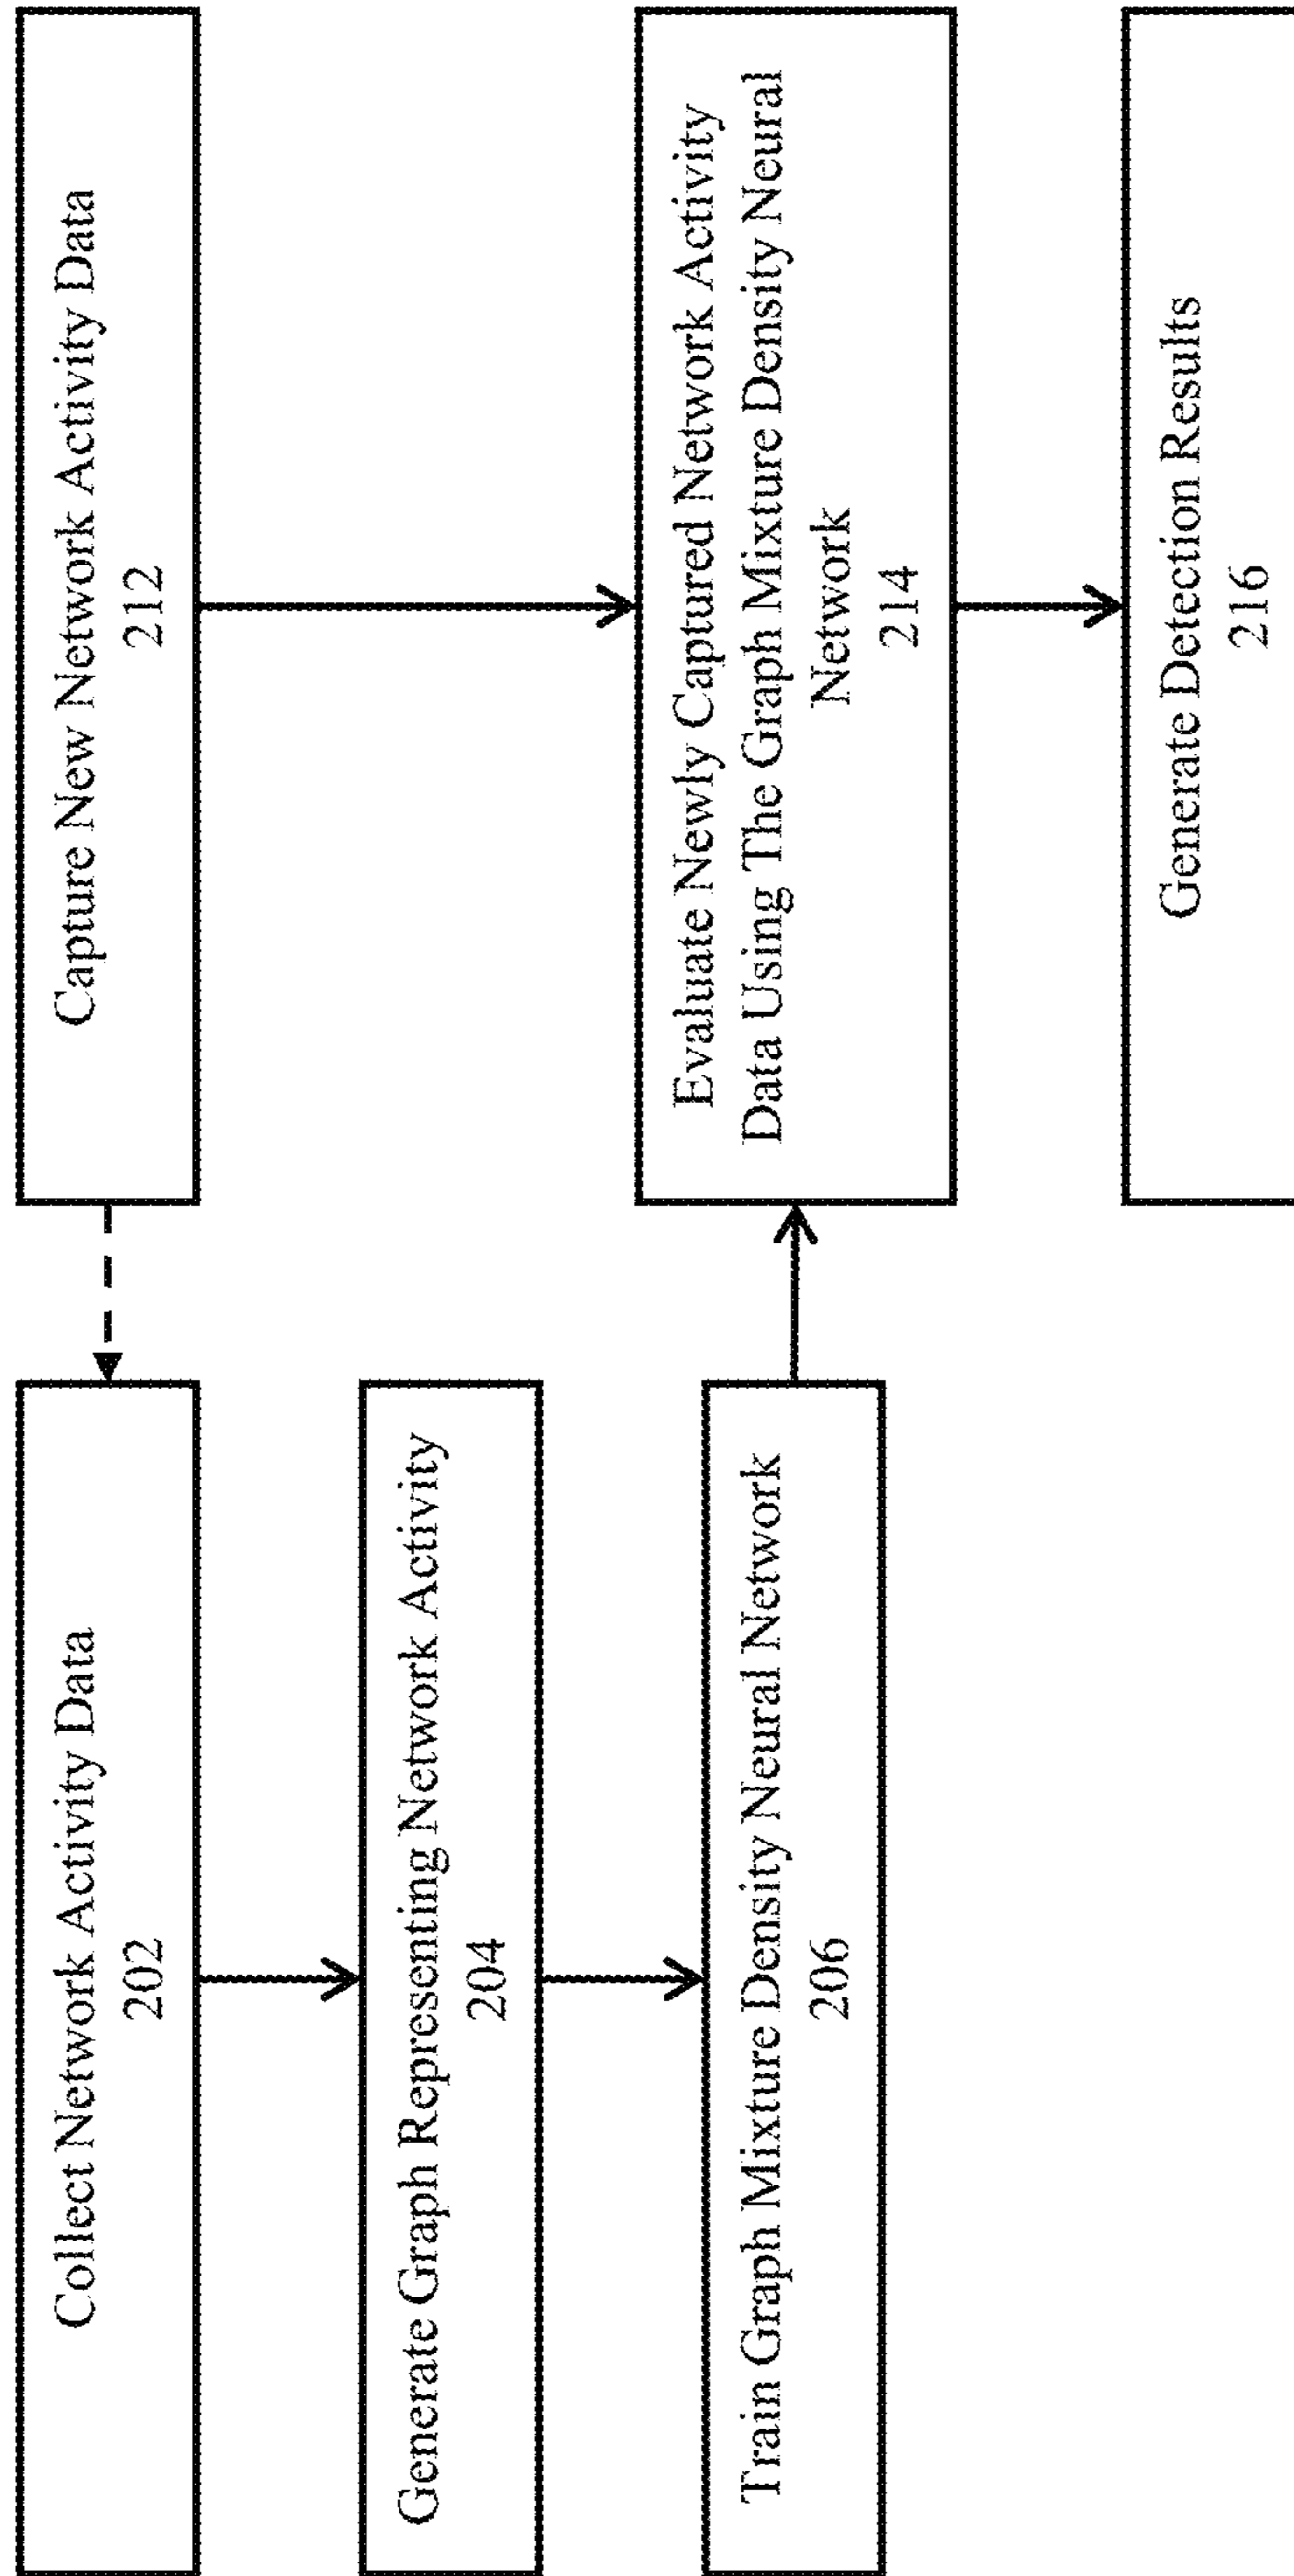 Collect Network Activity Data
202
Generate Graph Representing Network Activity
204
Train Graph Mixture Density Neural Network
206
Capture New Network Activity Data
212
Evaluate Newly Captured Network Activity
Data Using The Graph Mixture Density Neural
Network
214
Generate Detection Results
216